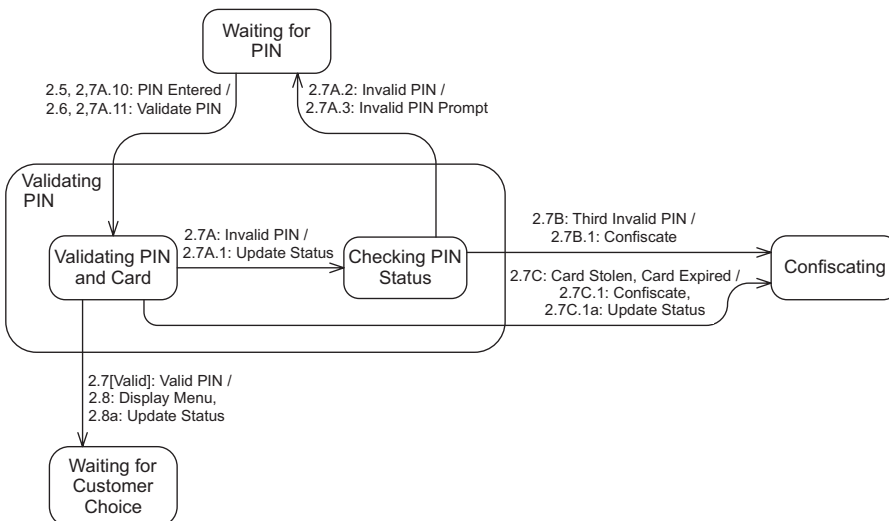 Waiting for
PIN
2.5, 2,7A.10: PIN Entered /
2.6, 2,7A.11: Validate PIN
2.7A.2: Invalid PIN /
2.7A.3: Invalid PIN Prompt
Validating
PIN
Validating PIN
and Card
2.7A: Invalid PIN /
2.7A.1: Update Status
Checking PIN
Status
2.7B: Third Invalid PIN /
2.7B.1: Confiscate
2.7C: Card Stolen, Card Expired /
2.7C.1: Confiscate,
2.7C.1a: Update Status
Confiscating
2.7[Valid]: Valid PIN /
2.8: Display Menu,
2.8a: Update Status
Waiting for
Customer
Choice